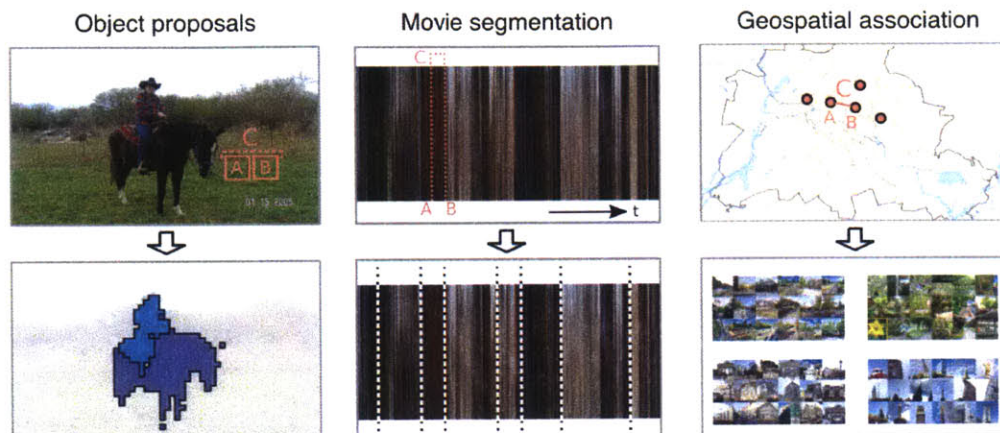 Object proposals
Movie segmentation
Geospatial association
C
A B
C
A B
t
C
A
B